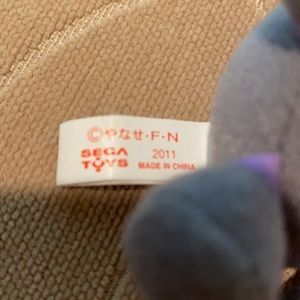 ©やなせ・F・N
SEGA TOYS 2011
MADE IN CHINA